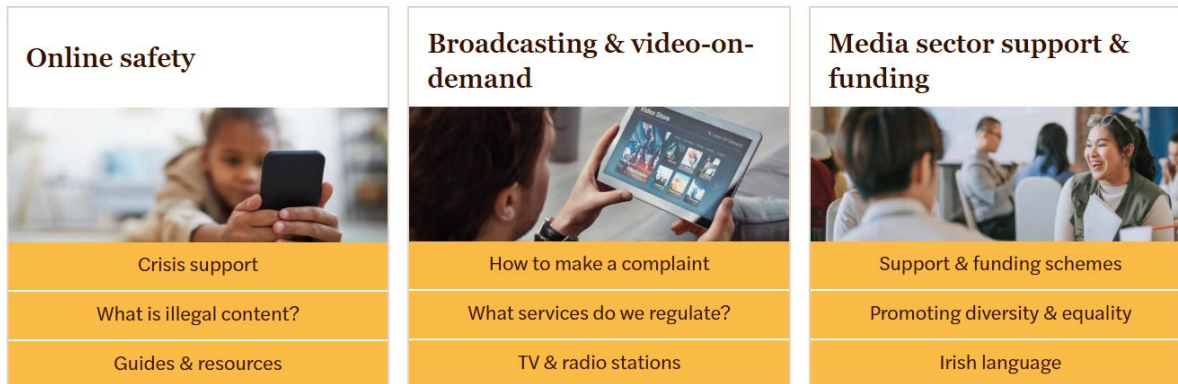 Online safety
Crisis support
What is illegal content?
Guides & resources
Broadcasting & video-on-
demand
Video Store
How to make a complaint
What services do we regulate?
TV & radio stations
Media sector support &
funding
Support & funding schemes
Promoting diversity & equality
Irish language